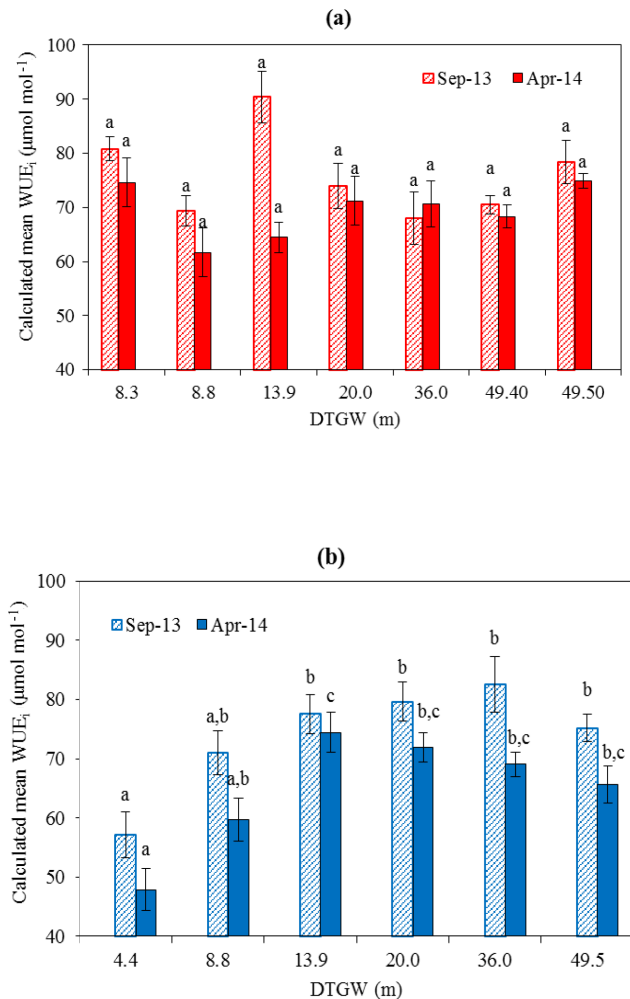 (a)
Calculated mean WUEi (µmol mol-1)
100
90
80
70
60
50
40
Sep-13 Apr-14
a a a a a a a a a a a a a a
8.3 8.8 13.9 20.0 36.0 49.40 49.50
DTGW (m)
(b)
Calculated mean WUEi (µmol mol-1)
100
90
80
70
60
50
40
Sep-13 Apr-14
a a a,b a,b b c b b,c b b,c b b,c
4.4 8.8 13.9 20.0 36.0 49.5
DTGW (m)